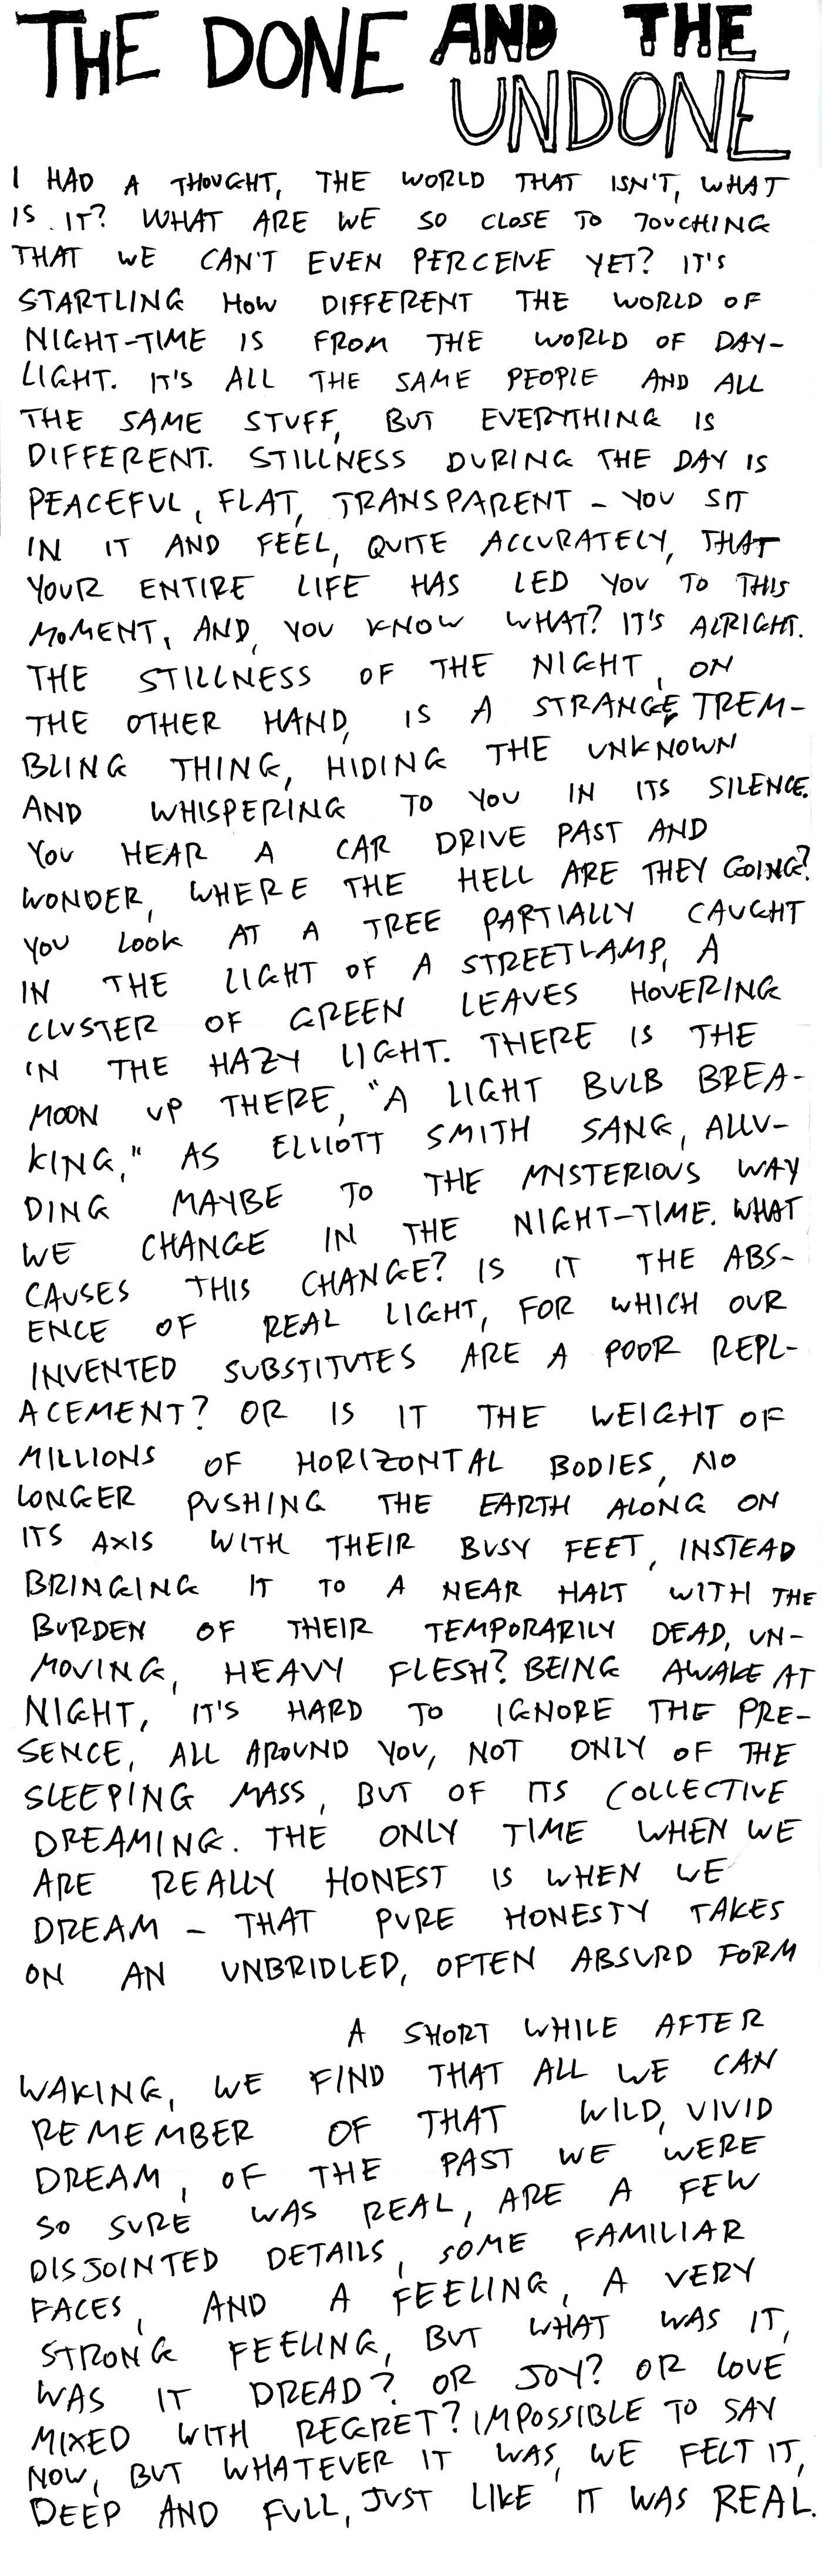 THE DONE AND THE
UNDONE
I HAD A THOUGHT, THE WORLD THAT ISN'T, WHAT
IS IT? WHAT ARE WE SO CLOSE TO TOUCHING
THAT WE CAN'T EVEN PERCEIVE YET? IT'S
STARTLING HOW DIFFERENT THE WORLD OF
NIGHT-TIME IS FROM THE WORLD OF DAY-
LIGHT. IT'S ALL THE SAME PEOPLE AND ALL
THE SAME STUFF, BUT EVERYTHING IS
DIFFERENT. STILLNESS DURING THE DAY IS
PEACEFUL, FLAT, TRANSPARENT - YOU SIT
IN IT AND FEEL, QUITE ACCURATELY, THAT
YOUR ENTIRE LIFE HAS LED YOU TO THIS
MOMENT, AND, YOU KNOW WHAT? IT'S ALRIGHT.
THE STILLNESS OF THE NIGHT, ON
THE OTHER HAND, IS A STRANGE, TREM-
BLING THING, HIDING THE UNKNOWN
AND WHISPERING TO YOU IN ITS SILENCE.
YOU HEAR A CAR DRIVE PAST AND
WONDER, WHERE THE HELL ARE THEY GOING?
YOU LOOK AT A TREE PARTIALLY CAUGHT
IN THE LIGHT OF A STREETLAMP, A
CLUSTER OF GREEN LEAVES HOVERING
IN THE HAZY LIGHT. THERE IS THE
MOON UP THERE, "A LIGHT BULB BREA-
KING," AS ELLIOTT SMITH SANG, ALLU-
DING MAYBE TO THE MYSTERIOUS WAY
WE CHANGE IN THE NIGHT-TIME. WHAT
CAUSES THIS CHANGE? IS IT THE ABS-
ENCE OF REAL LIGHT, FOR WHICH OUR
INVENTED SUBSTITUTES ARE A POOR REPL-
ACEMENT? OR IS IT THE WEIGHT OF
MILLIONS OF HORIZONTAL BODIES, NO
LONGER PUSHING THE EARTH ALONG ON
ITS AXIS WITH THEIR BUSY FEET, INSTEAD
BRINGING IT TO A NEAR HALT WITH THE
BURDEN OF THEIR TEMPORARILY DEAD, UN-
MOVING, HEAVY FLESH? BEING AWAKE AT
NIGHT, IT'S HARD TO IGNORE THE PRE-
SENCE, ALL AROUND YOU, NOT ONLY OF THE
SLEEPING MASS, BUT OF ITS COLLECTIVE
DREAMING. THE ONLY TIME WHEN WE
ARE REALLY HONEST IS WHEN WE
DREAM - THAT PURE HONESTY TAKES
ON AN UNBRIDLED, OFTEN ABSURD FORM
A SHORT WHILE AFTER
WAKING, WE FIND THAT ALL WE CAN
REMEMBER OF THAT WILD, VIVID
DREAM, OF THE PAST WE WERE
SO SURE WAS REAL, ARE A FEW
DISJOINTED DETAILS, SOME FAMILIAR
FACES, AND A FEELING, A VERY
STRONG FEELING, BUT WHAT WAS IT,
WAS IT DREAD? OR JOY? OR LOVE
MIXED WITH REGRET? IMPOSSIBLE TO SAY
NOW, BUT WHATEVER IT WAS, WE FELT IT,
DEEP AND FULL, JUST LIKE IT WAS REAL.